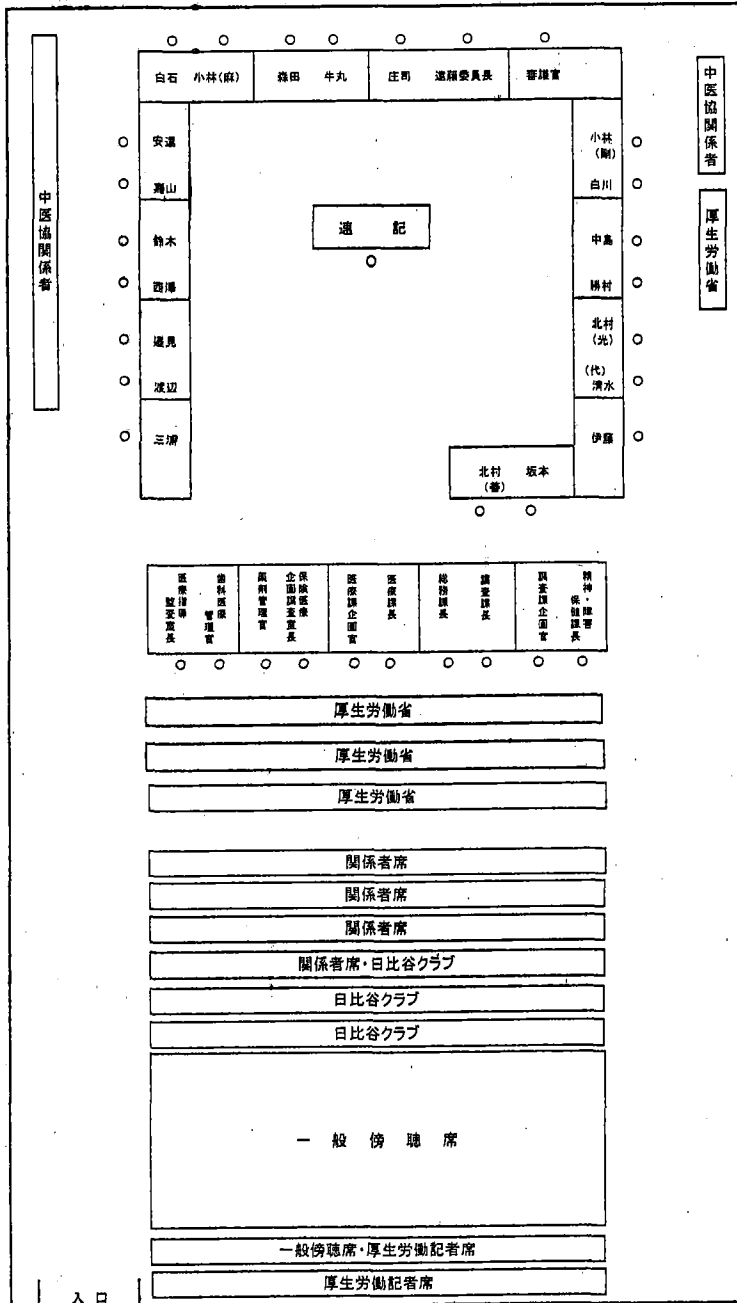 白石 小林(麻) 森田 牛丸 庄司 遠藤委員長 審議官
中医協関係者
安達
嘉山
鈴木
西澤
邉見
渡辺
三浦
速 記
小林
(剛)
白川
中島
勝村
北村
(光)
(代)
清水
伊藤
北村 坂本
(善)
中医協関係者
厚生労働省
医療指導
監査室長
歯科医療
管理官
薬剤管理官
保険医療
企画調査室長
医療課企画官
医療課長
総務課長
調査課長
調査課企画官
精神・障害
保健課長
厚生労働省
厚生労働省
厚生労働省
関係者席
関係者席
関係者席
関係者席・日比谷クラブ
日比谷クラブ
日比谷クラブ
一 般 傍 聴 席
一般傍聴席・厚生労働記者席
厚生労働記者席
入口